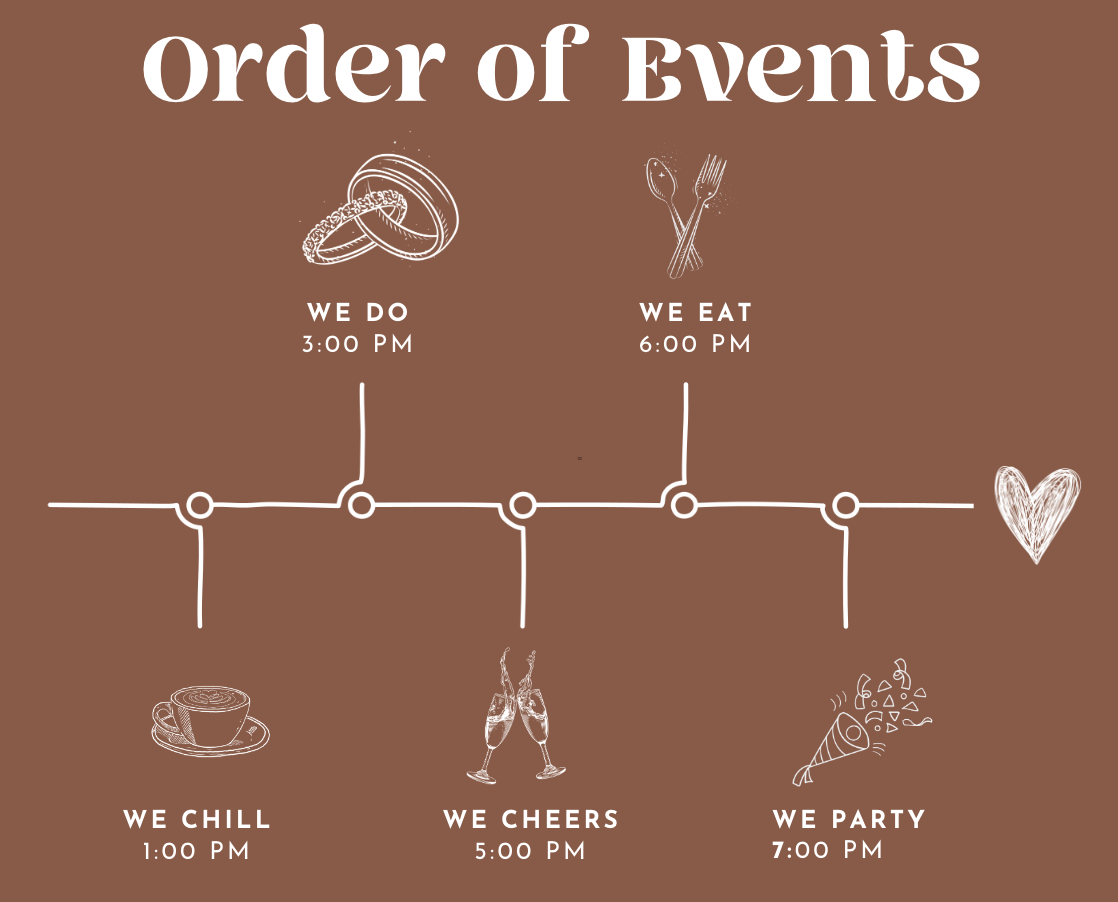 Order of Events
WE DO
3:00 PM
WE EAT
6:00 PM
WE CHILL
1:00 PM
WE CHEERS
5:00 PM
WE PARTY
7:00 PM